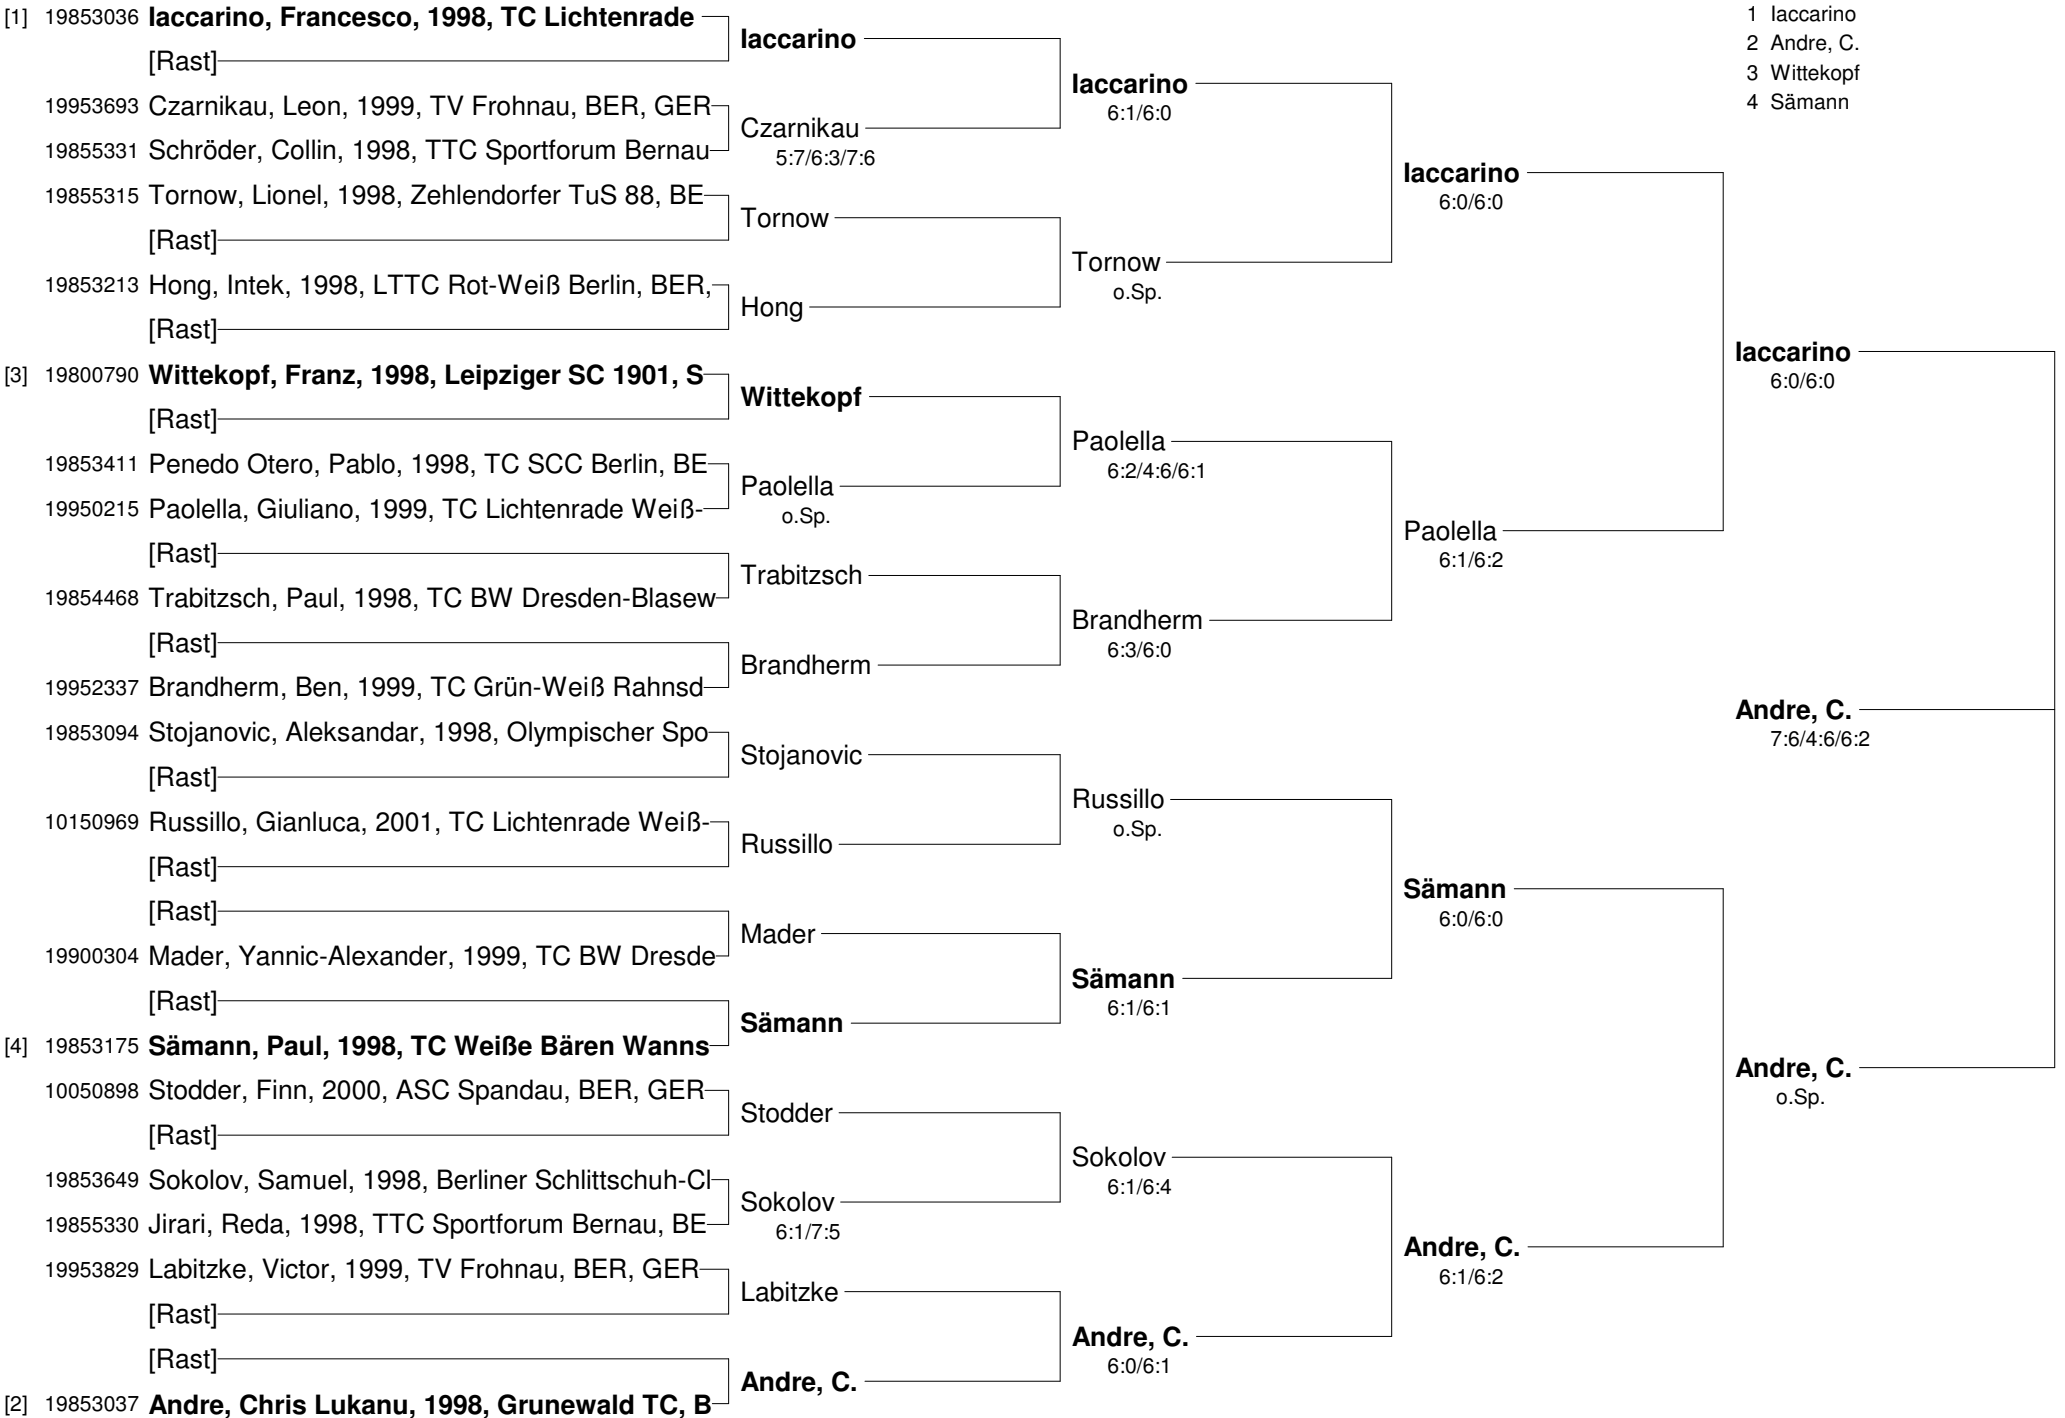 [1] 19853036 Iaccarino, Francesco, 1998, TC Lichtenrade
[Rast]
19953693 Czarnikau, Leon, 1999, TV Frohnau, BER, GER
19855331 Schröder, Collin, 1998, TTC Sportforum Bernau
19855315 Tornow, Lionel, 1998, Zehlendorfer TuS 88, BE
[Rast]
19853213 Hong, Intek, 1998, LTTC Rot-Weiß Berlin, BER,
[Rast]
[3] 19800790 Wittekopf, Franz, 1998, Leipziger SC 1901, S
[Rast]
19853411 Penedo Otero, Pablo, 1998, TC SCC Berlin, BE
19950215 Paolella, Giuliano, 1999, TC Lichtenrade Weiß-
[Rast]
19854468 Trabitzsch, Paul, 1998, TC BW Dresden-Blasew
[Rast]
19952337 Brandherm, Ben, 1999, TC Grün-Weiß Rahnsd
19853094 Stojanovic, Aleksandar, 1998, Olympischer Spo
[Rast]
10150969 Russillo, Gianluca, 2001, TC Lichtenrade Weiß-
[Rast]
[Rast]
19900304 Mader, Yannic-Alexander, 1999, TC BW Dresde
[Rast]
[4] 19853175 Sämann, Paul, 1998, TC Weiße Bären Wanns
10050898 Stodder, Finn, 2000, ASC Spandau, BER, GER
[Rast]
19853649 Sokolov, Samuel, 1998, Berliner Schlittschuh-Cl
19855330 Jirari, Reda, 1998, TTC Sportforum Bernau, BE
19953829 Labitzke, Victor, 1999, TV Frohnau, BER, GER
[Rast]
[Rast]
[2] 19853037 Andre, Chris Lukanu, 1998, Grunewald TC, B
Iaccarino
Czarnikau
5:7/6:3/7:6
Tornow
Hong
Wittekopf
Paolella
o.Sp.
Trabitzsch
Brandherm
Stojanovic
Russillo
Mader
Sämann
Stodder
Sokolov
6:1/7:5
Labitzke
Andre, C.
Iaccarino
6:1/6:0
Tornow
o.Sp.
Paolella
6:2/4:6/6:1
Brandherm
6:3/6:0
Russillo
o.Sp.
Sämann
6:1/6:1
Sokolov
6:1/6:4
Andre, C.
6:0/6:1
Iaccarino
6:0/6:0
Paolella
6:1/6:2
Sämann
6:0/6:0
Andre, C.
6:1/6:2
Iaccarino
6:0/6:0
Andre, C.
7:6/4:6/6:2
Andre, C.
o.Sp.
1 Iaccarino
2 Andre, C.
3 Wittekopf
4 Sämann